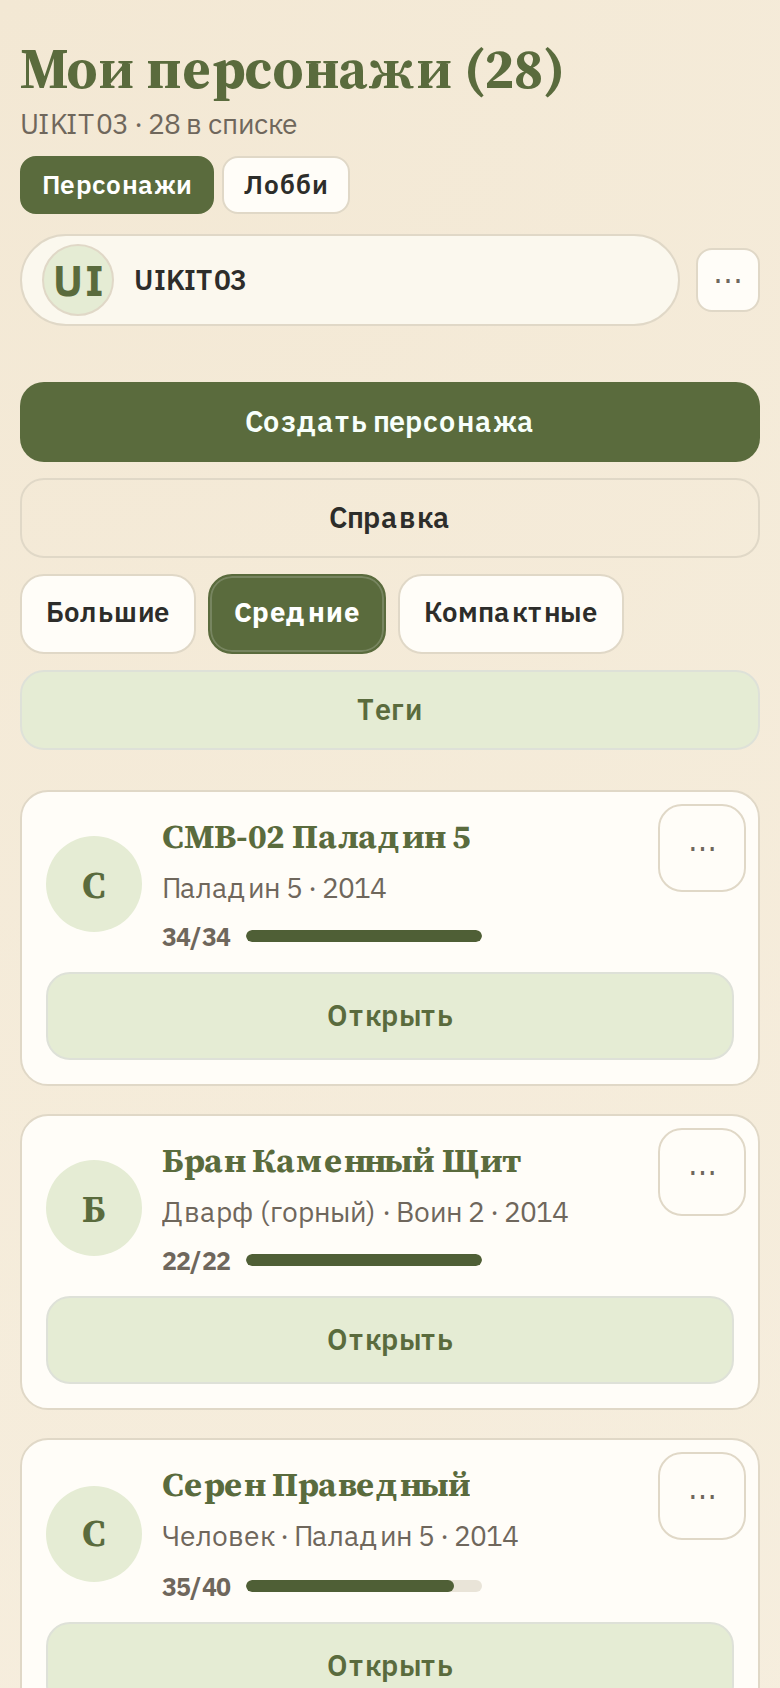 Мои персонажи (28)
UIKIT03 · 28 в списке
Персонажи Лобби
UI UIKIT03 ...
Создать персонажа
Справка
Большие Средние Компактные
Теги
СМВ-02 Паладин 5 ...
С
Паладин 5 · 2014
34/34
Открыть
Бран Каменный Щит ...
Б
Дварф (горный) · Воин 2 · 2014
22/22
Открыть
Серен Праведный ...
С
Человек · Паладин 5 · 2014
35/40
Открыть